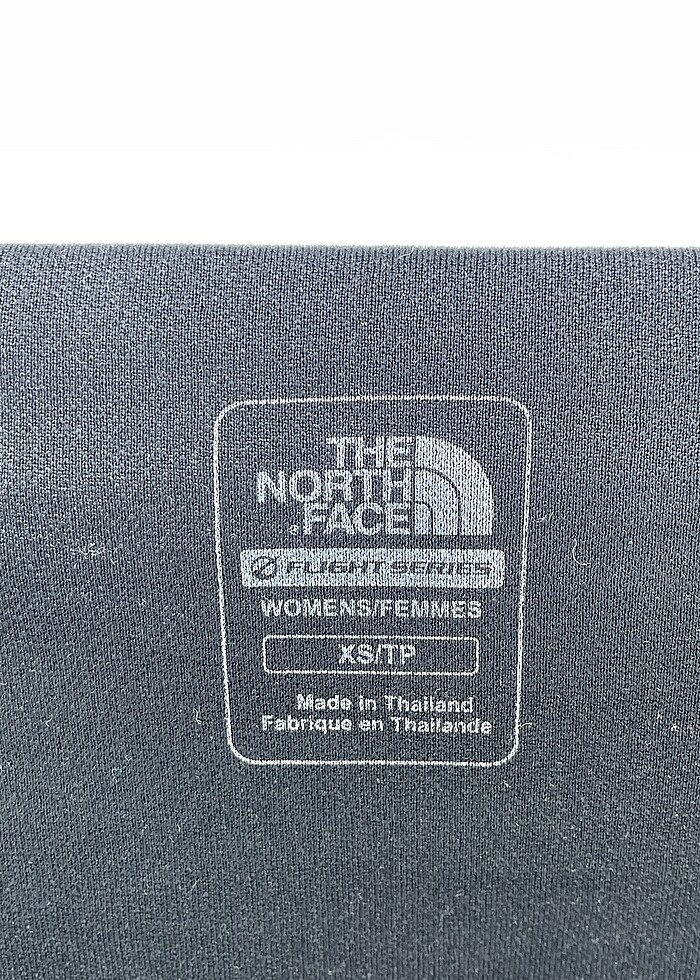 THE
NORTH
FACE
FLIGHT SERIES
WOMENS/FEMMES
XS/TP
Made in Thailand
Fabrique en Thailande